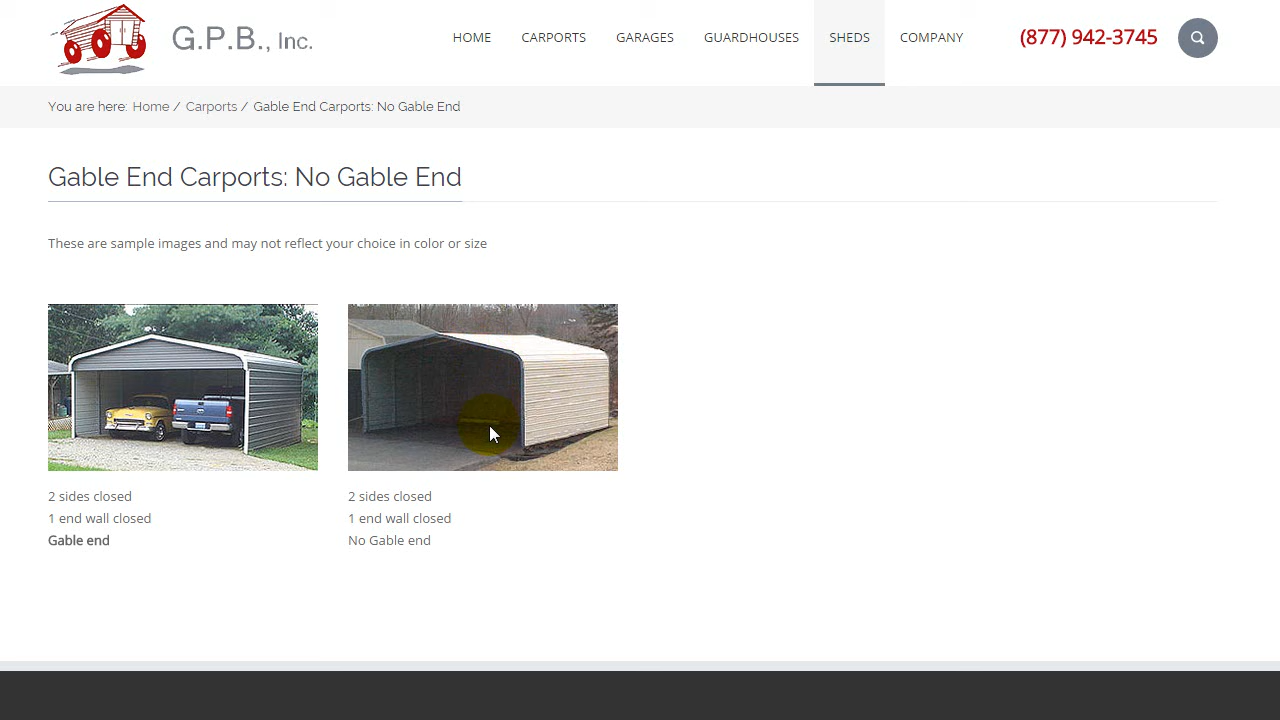 G.P.B., Inc.
HOME CARPORTS GARAGES GUARDHOUSES SHEDS COMPANY
(877) 942-3745
You are here: Home / Carports / Gable End Carports: No Gable End
Gable End Carports: No Gable End
These are sample images and may not reflect your choice in color or size
2 sides closed
1 end wall closed
Gable end
2 sides closed
1 end wall closed
No Gable end